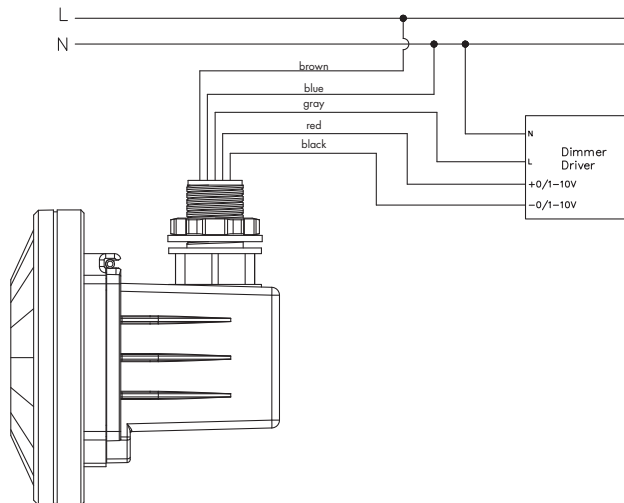 L
N
brown
blue
gray
red
black
N
L
Dimmer
Driver
+0/1-10V
-0/1-10V